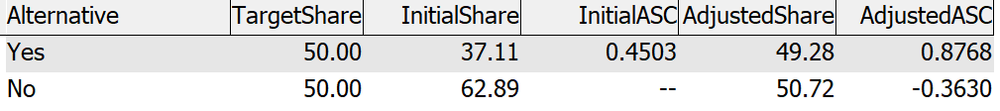 Alternative TargetShare InitialShare InitialASC AdjustedShare AdjustedASC
Yes 50.00 37.11 0.4503 49.28 0.8768
No 50.00 62.89 -- 50.72 -0.3630